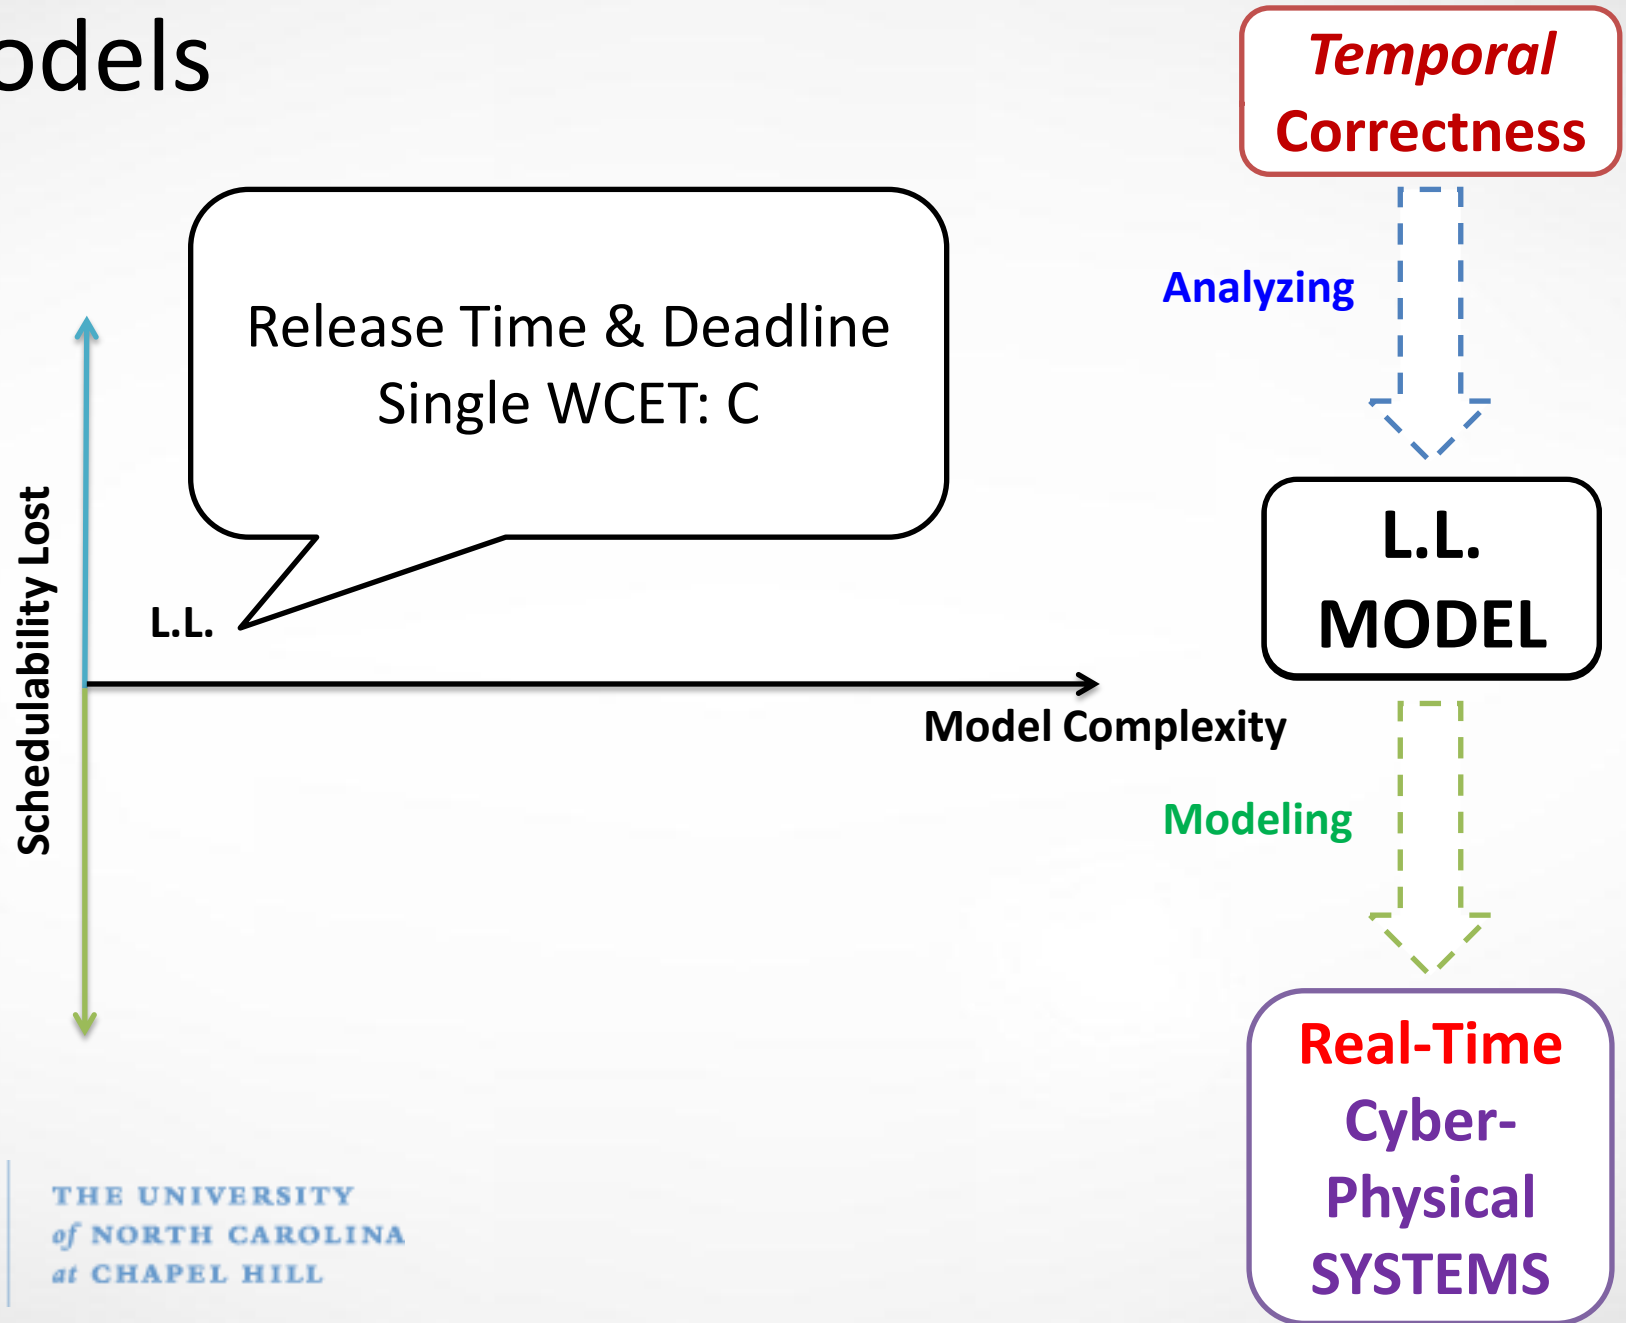 odels
Temporal
Correctness
Release Time & Deadline
Single WCET: C
Analyzing
Schedulability Lost
L.L.
L.L.
MODEL
Model Complexity
Modeling
Real-Time
Cyber-
Physical
SYSTEMS
THE UNIVERSITY
of NORTH CAROLINA
at CHAPEL HILL